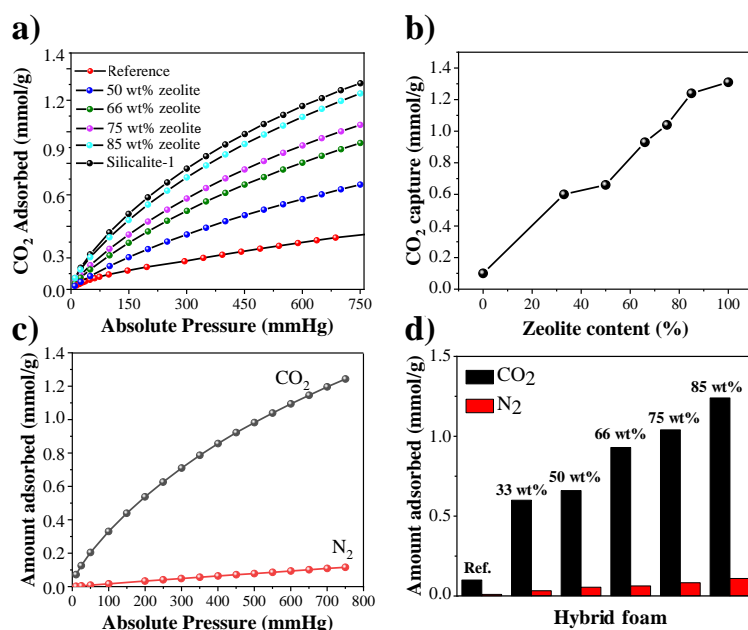 a)
CO2 Adsorbed (mmol/g)
1.4
1.2
0.9
0.6
0.3
0.0
Reference
50 wt% zeolite
66 wt% zeolite
75 wt% zeolite
85 wt% zeolite
Silicalite-1
150 300 450 600 750
Absolute Pressure (mmHg)
b)
CO2 capture (mmol/g)
1.4
1.2
1.0
0.8
0.6
0.4
0.2
0.0
0 20 40 60 80 100
Zeolite content (%)
c)
Amount adsorbed (mmol/g)
1.4
1.2
1.0
0.8
0.6
0.4
0.2
0.0
CO2
N2
0 100 200 300 400 500 600 700 800
Absolute Pressure (mmHg)
d)
Amount adsorbed (mmol/g)
1.5
1.0
0.5
0.0
CO2
N2
Ref.
33 wt%
50 wt%
66 wt%
75 wt%
85 wt%
Hybrid foam